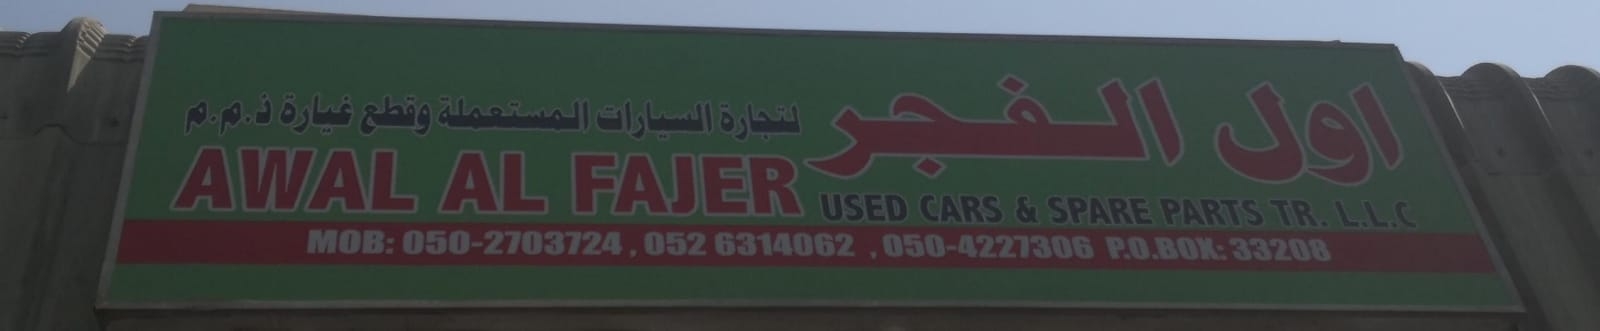 اول الفجر
لتجارة السيارات المستعملة وقطع غيارة ذ.م.م
AWAL AL FAJER
USED CARS & SPARE PARTS TR. L.L.C
MOB: 050-2703724 , 052 6314062 , 050-4227306 P.O.BOX: 33208